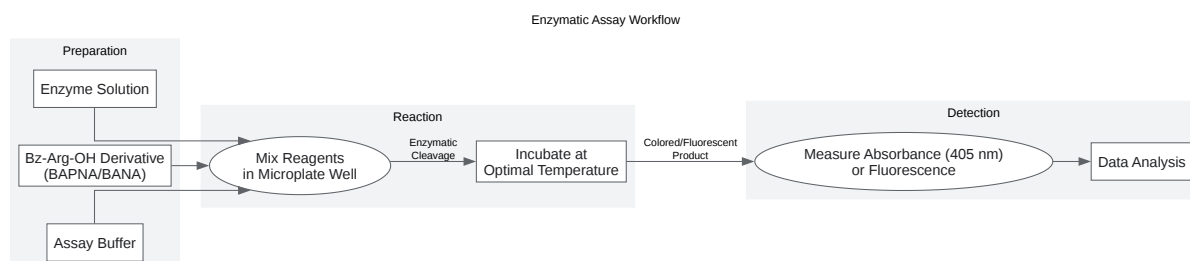 Enzymatic Assay Workflow
Preparation
Enzyme Solution
Bz-Arg-OH Derivative
(BAPNA/BANA)
Assay Buffer
Reaction
Mix Reagents
in Microplate Well
Enzymatic
Cleavage
Incubate at
Optimal Temperature
Colored/Fluorescent
Product
Detection
Measure Absorbance (405 nm)
or Fluorescence
Data Analysis